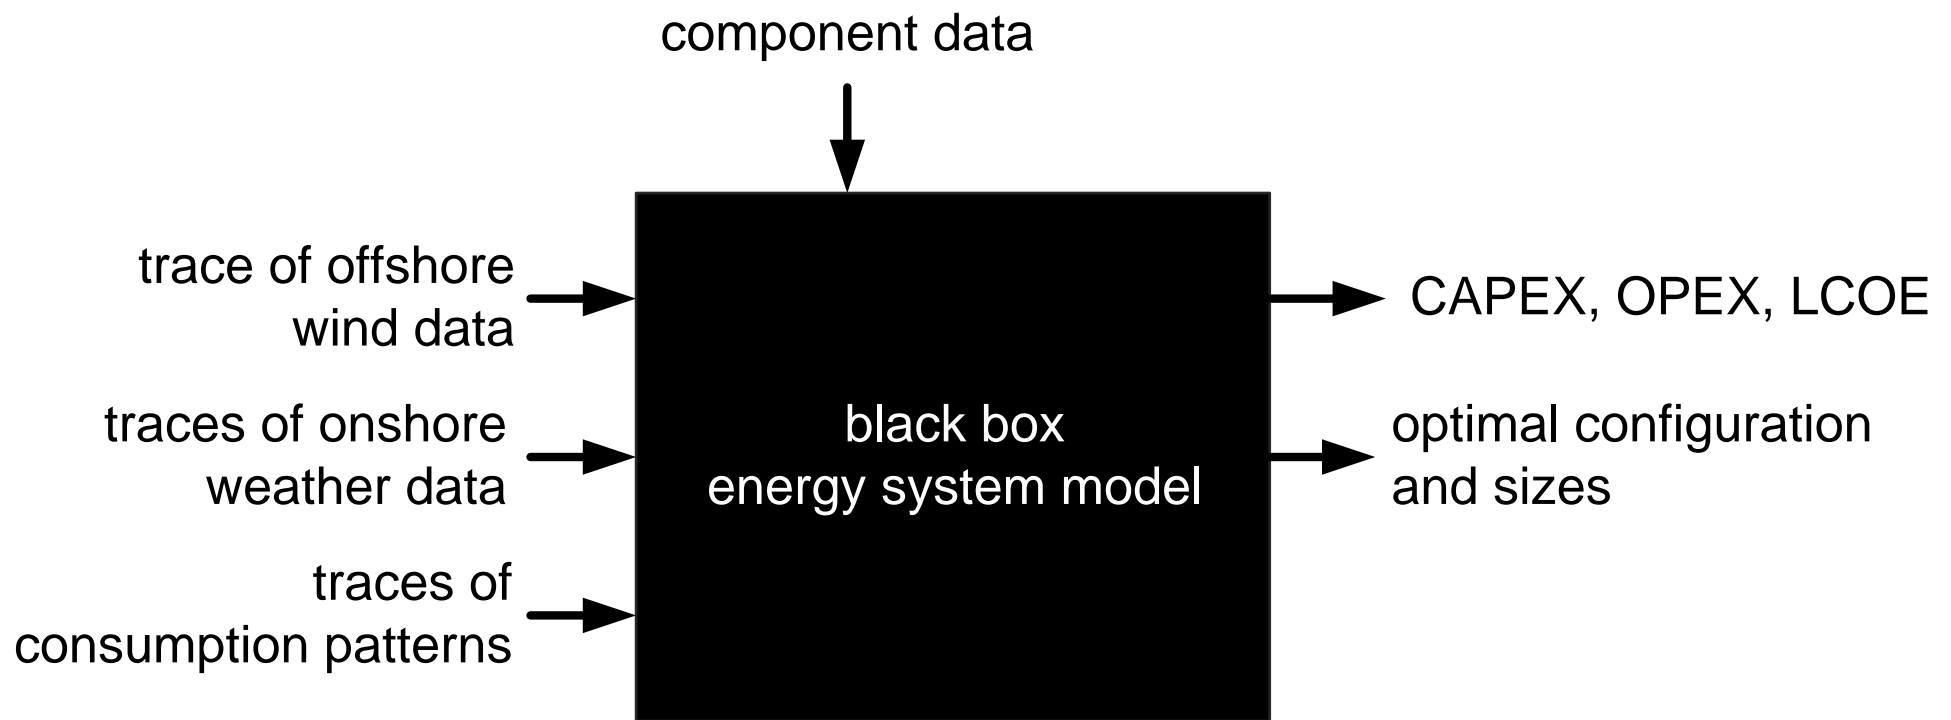 component data
trace of offshore
wind data
traces of onshore
weather data
traces of
consumption patterns
black box
energy system model
CAPEX, OPEX, LCOE
optimal configuration
and sizes